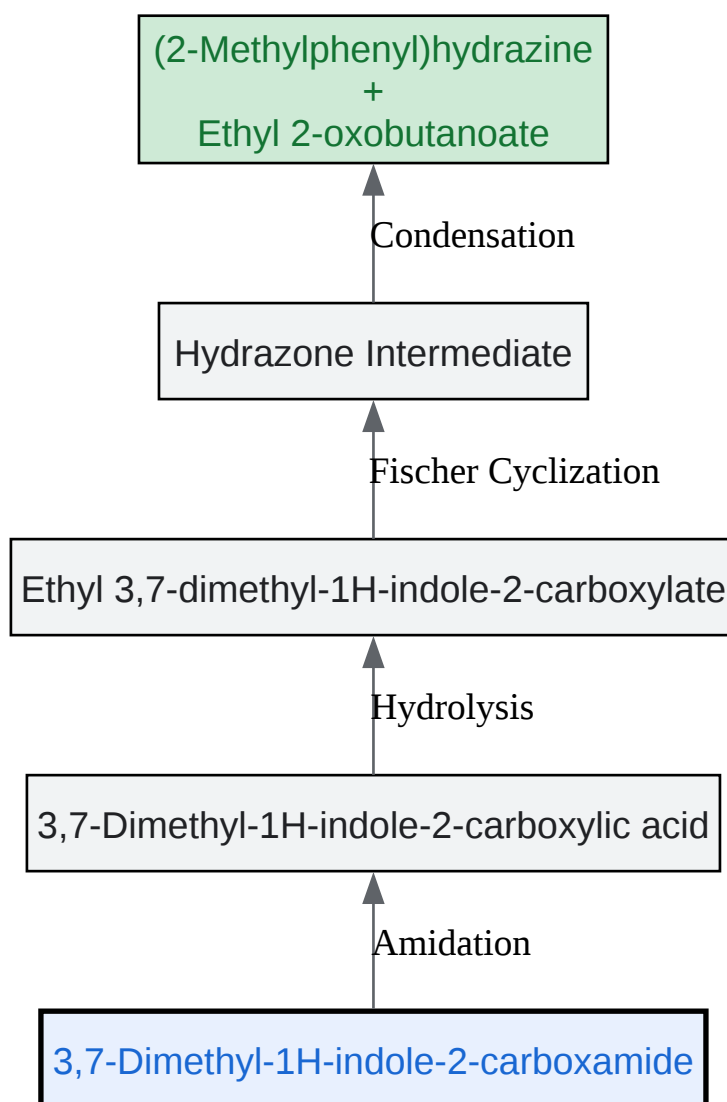 (2-Methylphenyl)hydrazine
+
Ethyl 2-oxobutanoate
Condensation
Hydrazone Intermediate
Fischer Cyclization
Ethyl 3,7-dimethyl-1H-indole-2-carboxylate
Hydrolysis
3,7-Dimethyl-1H-indole-2-carboxylic acid
Amidation
3,7-Dimethyl-1H-indole-2-carboxamide